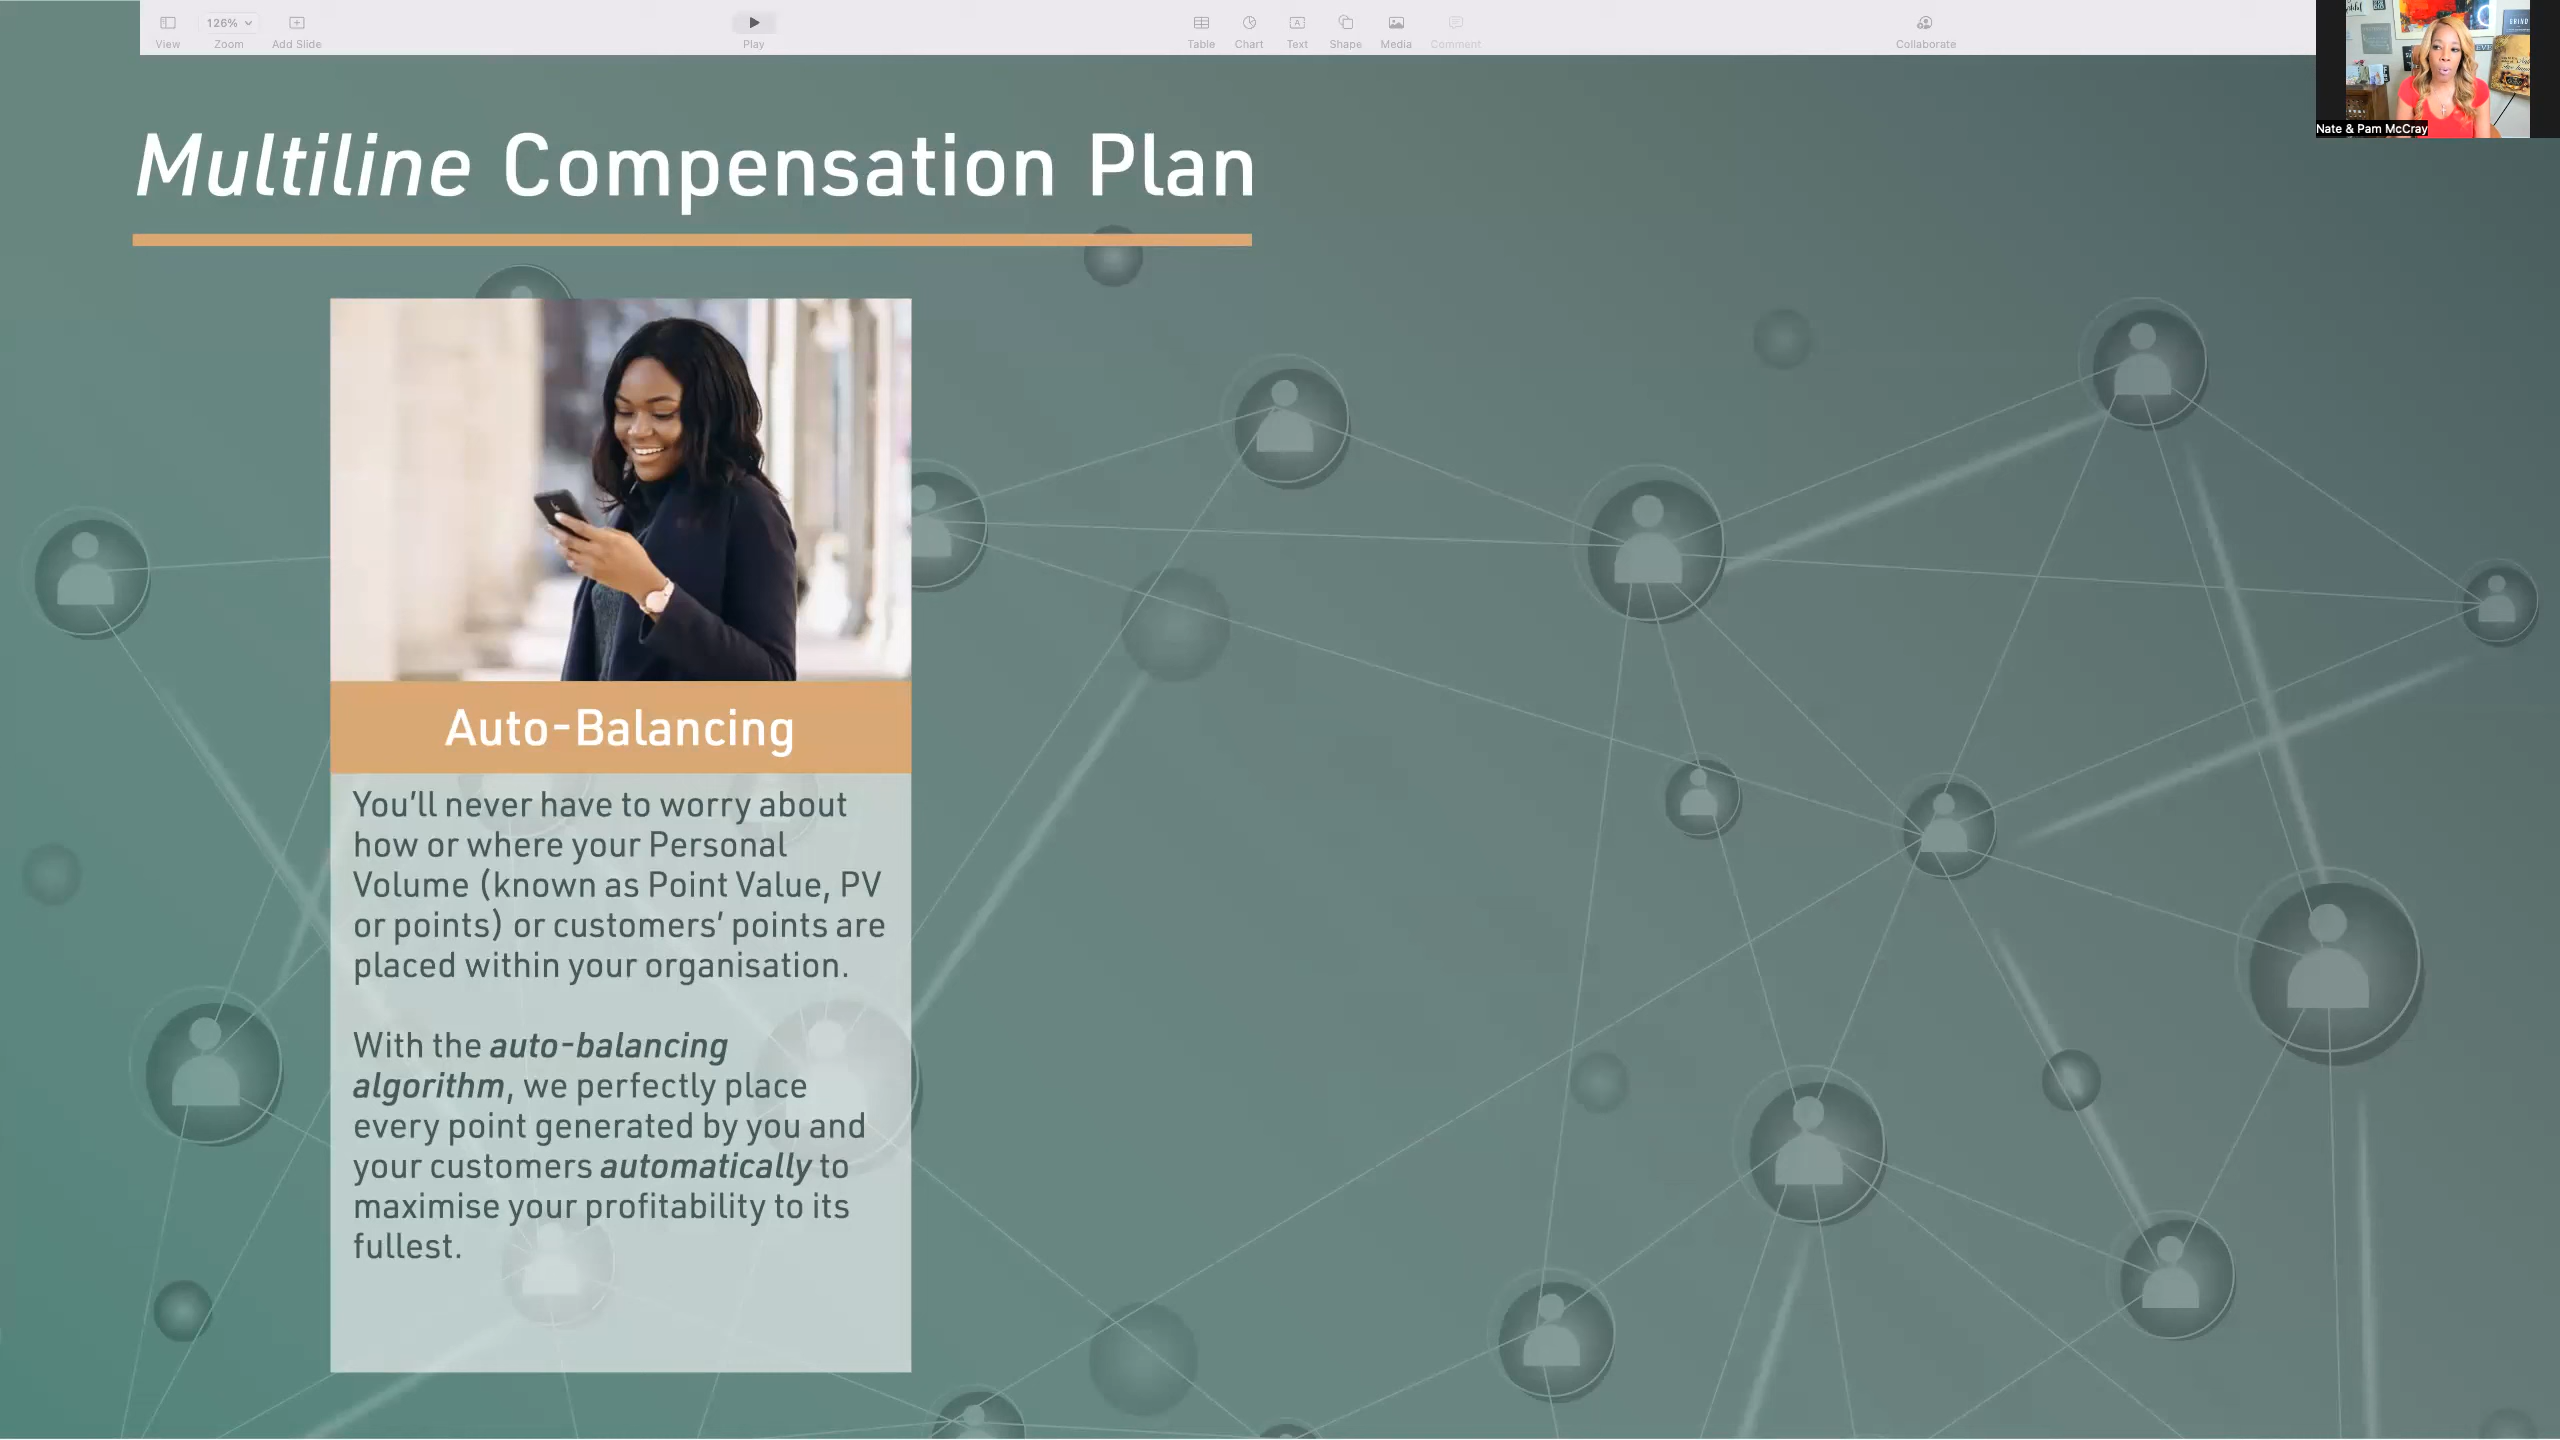 126%
View
Zoom
Add Slide
Play
Table
Chart
Text
Shape
Media
Comment
Collaborate
Nate & Pam McCray
Multiline Compensation Plan
Auto-Balancing
You'll never have to worry about
how or where your Personal
Volume (known as Point Value, PV
or points) or customers' points are
placed within your organisation.
With the auto-balancing
algorithm, we perfectly place
every point generated by you and
your customers automatically to
maximise your profitability to its
fullest.